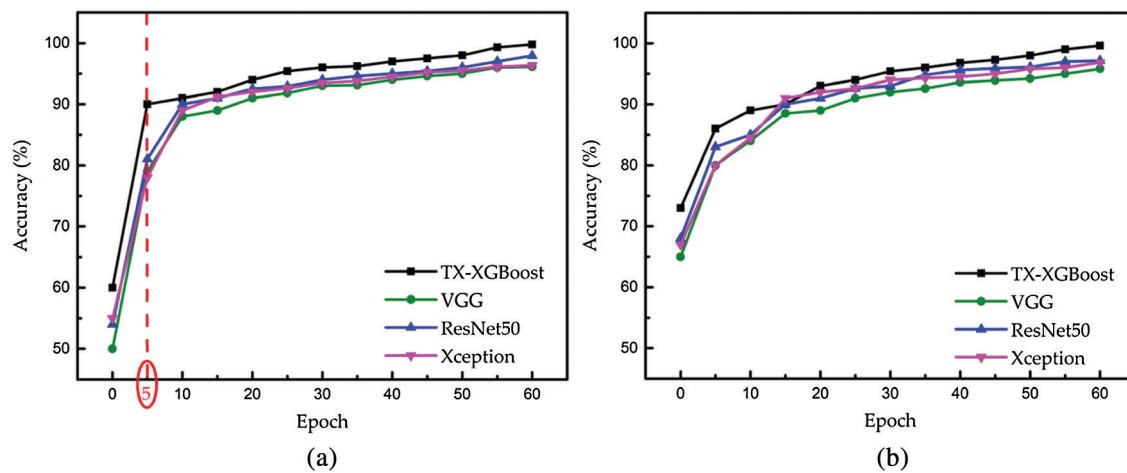 100
90
80
70
60
50
Accuracy (%)
TX-XGBoost
VGG
ResNet50
Xception
0 5 10 20 30 40 50 60
Epoch
(a)
100
90
80
70
60
50
Accuracy (%)
TX-XGBoost
VGG
ResNet50
Xception
0 10 20 30 40 50 60
Epoch
(b)